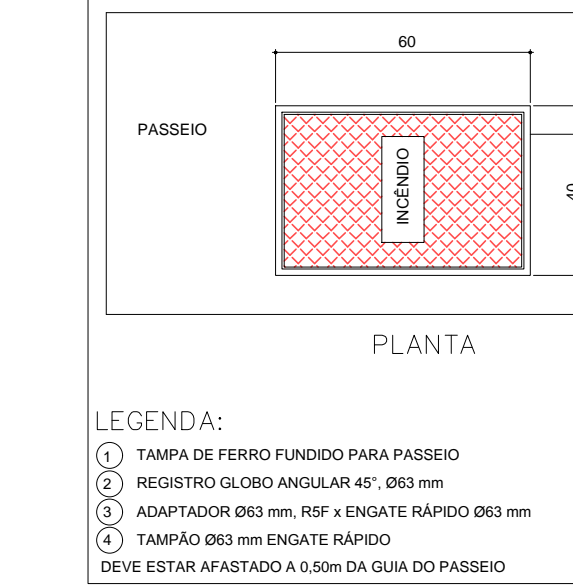 60
PASSEIO
INCÊNDIO
PLANTA
LEGENDA:
1 TAMPA DE FERRO FUNDIDO PARA PASSEIO
2 REGISTRO GLOBO ANGULAR 45°, Ø63 mm
3 ADAPTADOR Ø63 mm, R5F x ENGATE RÁPIDO Ø63 mm
4 TAMPÃO Ø63 mm ENGATE RÁPIDO
DEVE ESTAR AFASTADO A 0,50m DA GUIA DO PASSEIO